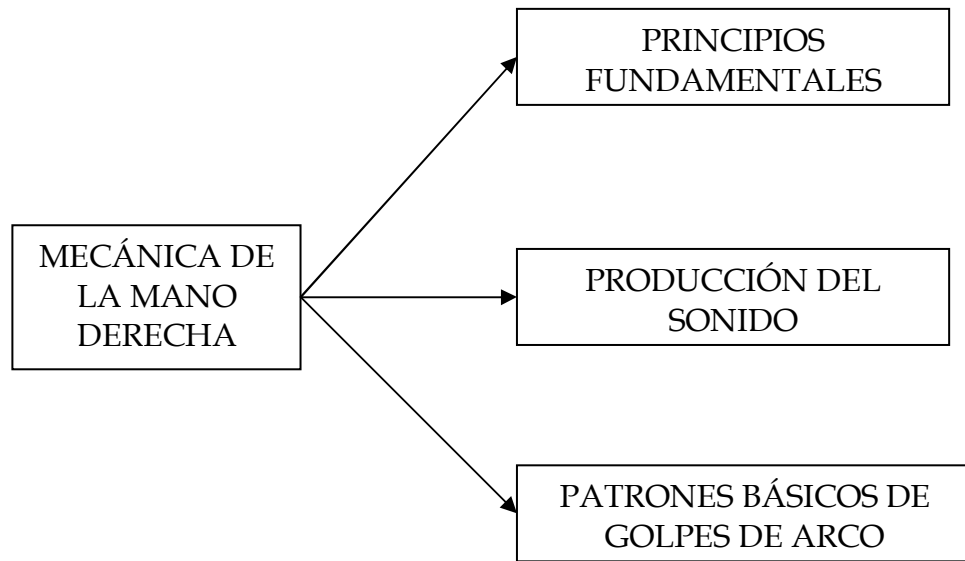 PRINCIPIOS
FUNDAMENTALES
MECÁNICA DE
LA MANO
DERECHA
PRODUCCIÓN DEL
SONIDO
PATRONES BÁSICOS DE
GOLPES DE ARCO